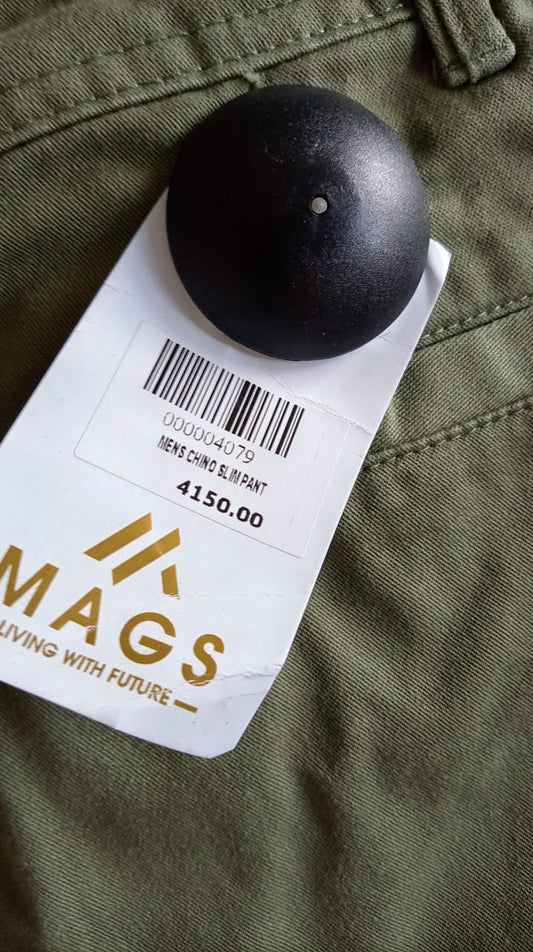 000004079
MENS CHINO SLIM PANT
4150.00
MAGS
LIVING WITH FUTURE